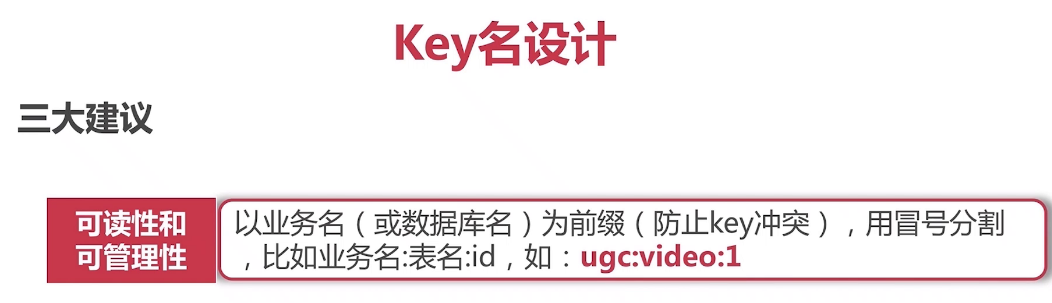 Key名设计
三大建议
可读性和
可管理性
以业务名（或数据库名）为前缀（防止key冲突），用冒号分割
，比如业务名:表名:id，如：ugc:video:1